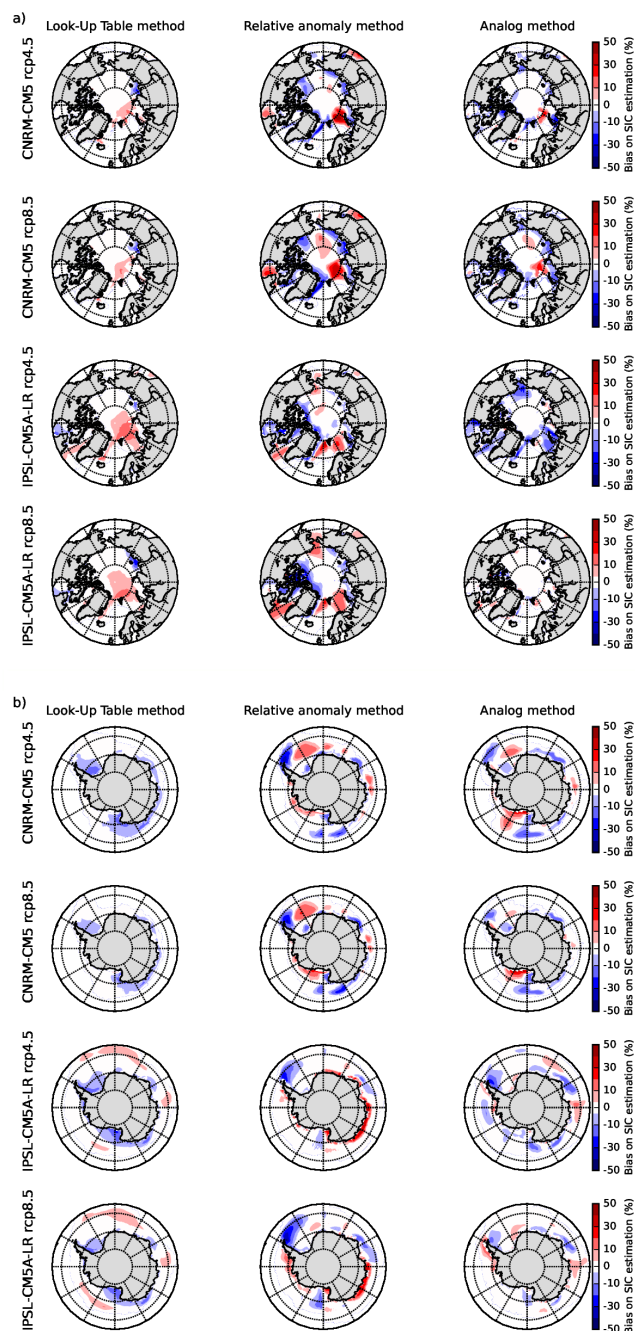 a)
Look-Up Table method Relative anomaly method Analog method
CNRM-CM5 rcp4.5
50
30
10
0
-10
-30
-50
Bias on SIC estimation (%)
CNRM-CM5 rcp8.5
50
30
10
0
-10
-30
-50
Bias on SIC estimation (%)
IPSL-CM5A-LR rcp4.5
50
30
10
0
-10
-30
-50
Bias on SIC estimation (%)
IPSL-CM5A-LR rcp8.5
50
30
10
0
-10
-30
-50
Bias on SIC estimation (%)
b)
Look-Up Table method Relative anomaly method Analog method
CNRM-CM5 rcp4.5
50
30
10
0
-10
-30
-50
Bias on SIC estimation (%)
CNRM-CM5 rcp8.5
50
30
10
0
-10
-30
-50
Bias on SIC estimation (%)
IPSL-CM5A-LR rcp4.5
50
30
10
0
-10
-30
-50
Bias on SIC estimation (%)
IPSL-CM5A-LR rcp8.5
50
30
10
0
-10
-30
-50
Bias on SIC estimation (%)